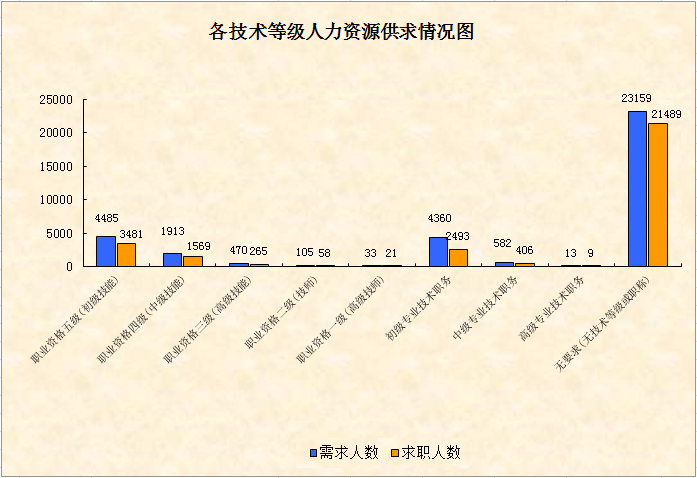 各技术等级人力资源供求情况图
25000
20000
15000
10000
5000
0
4485
3481
1913
1569
470
265
105
58
33
21
4360
2493
582
406
13
9
23159
21489
职业资格五级(初级技能)
职业资格四级(中级技能)
职业资格三级(高级技能)
职业资格二级(技师)
职业资格一级(高级技师)
初级专业技术职务
中级专业技术职务
高级专业技术职务
无要求(无技术等级或职称)
需求人数
求职人数